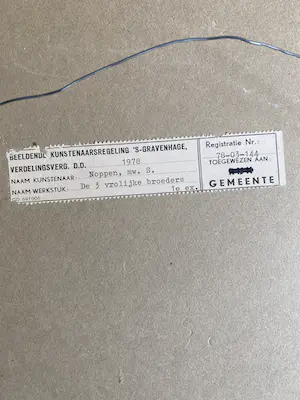 BEELDENDE KUNSTENAARSREGELING 'S-GRAVENHAGE,
VERDELINGSVERG. D.D. 1978
NAAM KUNSTENAAR: Noppen, mw. S.
NAAM WERKSTUK: De 3 vrolijke broeders
1e ex.
Registratie Nr.:
78-03-144
TOEGEWEZEN AAN:
GEMEENTE